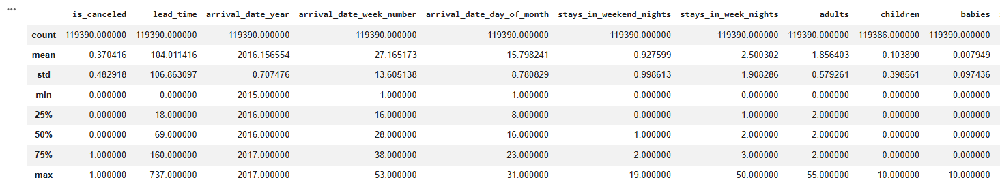 ...
is_canceled lead_time arrival_date_year arrival_date_week_number arrival_date_day_of_month stays_in_weekend_nights stays_in_week_nights adults children babies
count 119390.000000 119390.000000 119390.000000 119390.000000 119390.000000 119390.000000 119390.000000 119390.000000 119386.000000 119390.000000
mean 0.370416 104.011416 2016.156554 27.165173 15.798241 0.927599 2.500302 1.856403 0.103890 0.007949
std 0.482918 106.863097 0.707476 13.605138 8.780829 0.998613 1.908286 0.579261 0.398561 0.097436
min 0.000000 0.000000 2015.000000 1.000000 1.000000 0.000000 0.000000 0.000000 0.000000 0.000000
25% 0.000000 18.000000 2016.000000 16.000000 8.000000 0.000000 1.000000 2.000000 0.000000 0.000000
50% 0.000000 69.000000 2016.000000 28.000000 16.000000 1.000000 2.000000 2.000000 0.000000 0.000000
75% 1.000000 160.000000 2017.000000 38.000000 23.000000 2.000000 3.000000 2.000000 0.000000 0.000000
max 1.000000 737.000000 2017.000000 53.000000 31.000000 19.000000 50.000000 55.000000 10.000000 10.000000